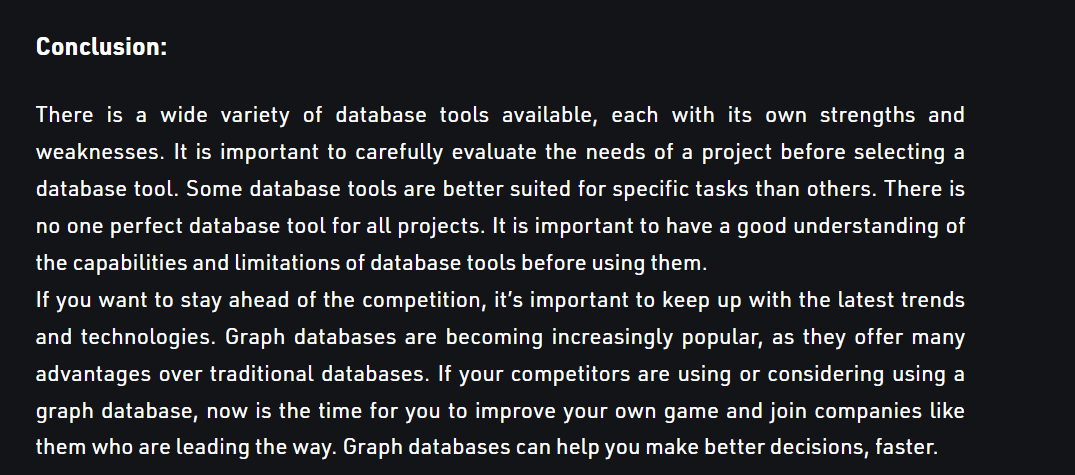 Conclusion:
There is a wide variety of database tools available, each with its own strengths and
weaknesses. It is important to carefully evaluate the needs of a project before selecting a
database tool. Some database tools are better suited for specific tasks than others. There is
no one perfect database tool for all projects. It is important to have a good understanding of
the capabilities and limitations of database tools before using them.
If you want to stay ahead of the competition, it’s important to keep up with the latest trends
and technologies. Graph databases are becoming increasingly popular, as they offer many
advantages over traditional databases. If your competitors are using or considering using a
graph database, now is the time for you to improve your own game and join companies like
them who are leading the way. Graph databases can help you make better decisions, faster.